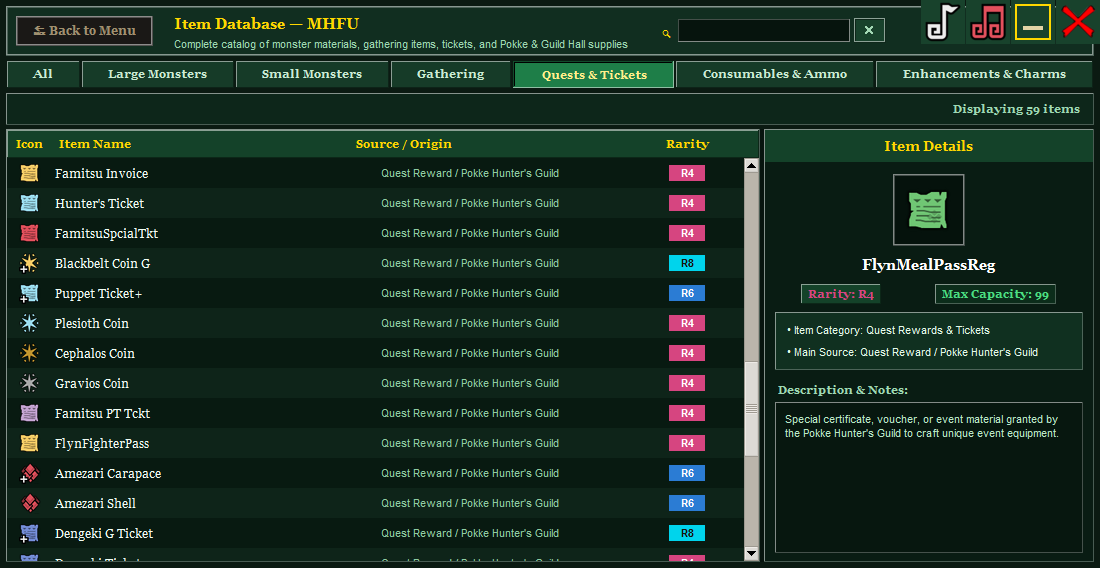 Back to Menu
Item Database — MHFU
Complete catalog of monster materials, gathering items, tickets, and Pokke & Guild Hall supplies
All
Large Monsters
Small Monsters
Gathering
Quests & Tickets
Consumables & Ammo
Enhancements & Charms
Displaying 59 items
Icon Item Name Source / Origin Rarity
Famitsu Invoice Quest Reward / Pokke Hunter's Guild R4
Hunter's Ticket Quest Reward / Pokke Hunter's Guild R4
FamitsuSpcialTkt Quest Reward / Pokke Hunter's Guild R4
Blackbelt Coin G Quest Reward / Pokke Hunter's Guild R8
Puppet Ticket+ Quest Reward / Pokke Hunter's Guild R6
Plesioth Coin Quest Reward / Pokke Hunter's Guild R4
Cephalos Coin Quest Reward / Pokke Hunter's Guild R4
Gravios Coin Quest Reward / Pokke Hunter's Guild R4
Famitsu PT Tckt Quest Reward / Pokke Hunter's Guild R4
FlynFighterPass Quest Reward / Pokke Hunter's Guild R4
Amezari Carapace Quest Reward / Pokke Hunter's Guild R6
Amezari Shell Quest Reward / Pokke Hunter's Guild R6
Dengeki G Ticket Quest Reward / Pokke Hunter's Guild R8
Item Details
FlynMealPassReg
Rarity: R4
Max Capacity: 99
• Item Category: Quest Rewards & Tickets
• Main Source: Quest Reward / Pokke Hunter's Guild
Description & Notes:
Special certificate, voucher, or event material granted by
the Pokke Hunter's Guild to craft unique event equipment.